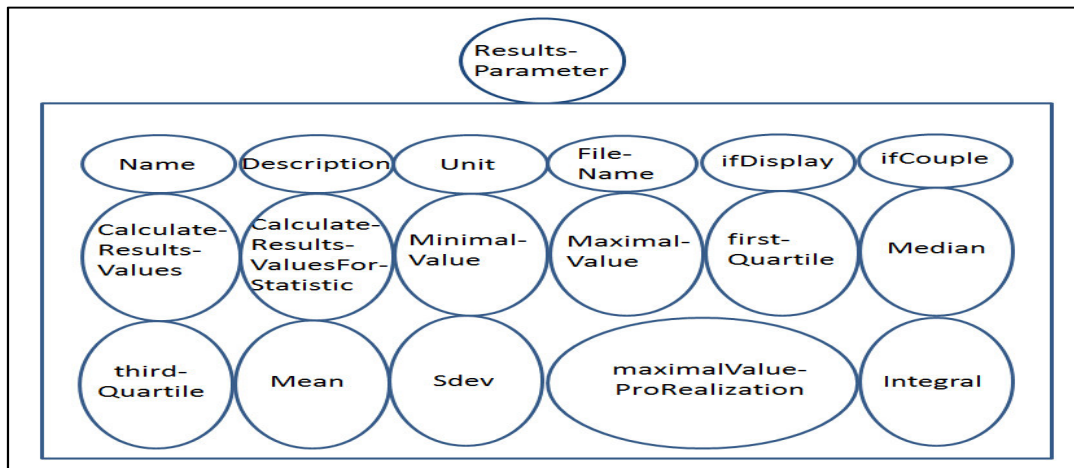 Results-
Parameter
Name
Description
Unit
File-
Name
ifDisplay
ifCouple
Calculate-
Results-
Values
Calculate-
Results-
ValuesFor-
Statistic
Minimal-
Value
Maximal-
Value
first-
Quartile
Median
third-
Quartile
Mean
Sdev
maximalValue-
ProRealization
Integral